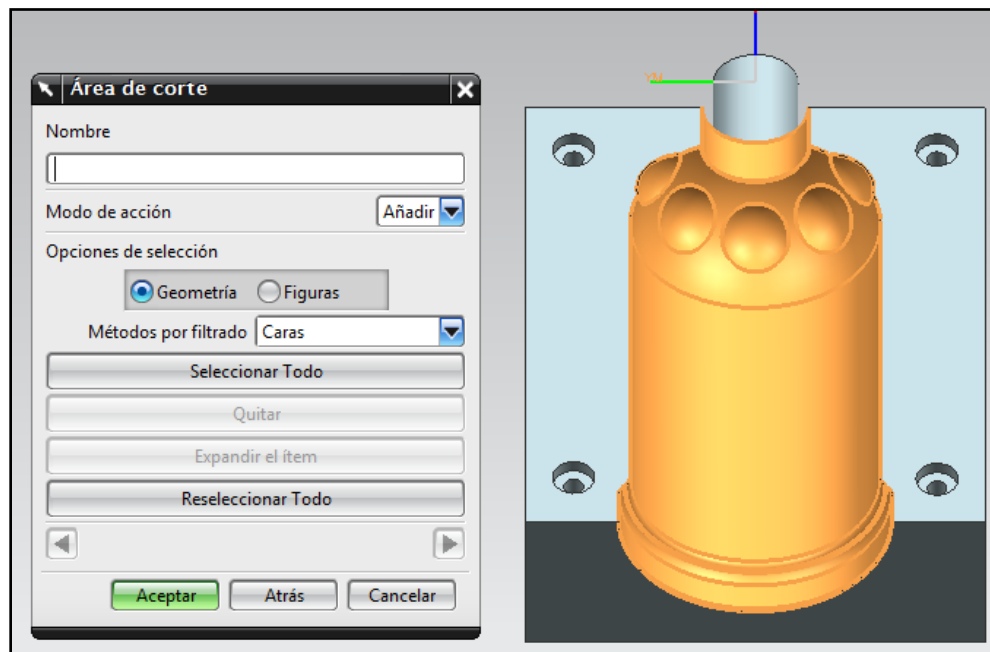 Área de corte
Nombre
Modo de acción Añadir
Opciones de selección
Geometría Figuras
Métodos por filtrado Caras
Seleccionar Todo
Quitar
Expandir el ítem
Reseleccionar Todo
Aceptar Atrás Cancelar
YM